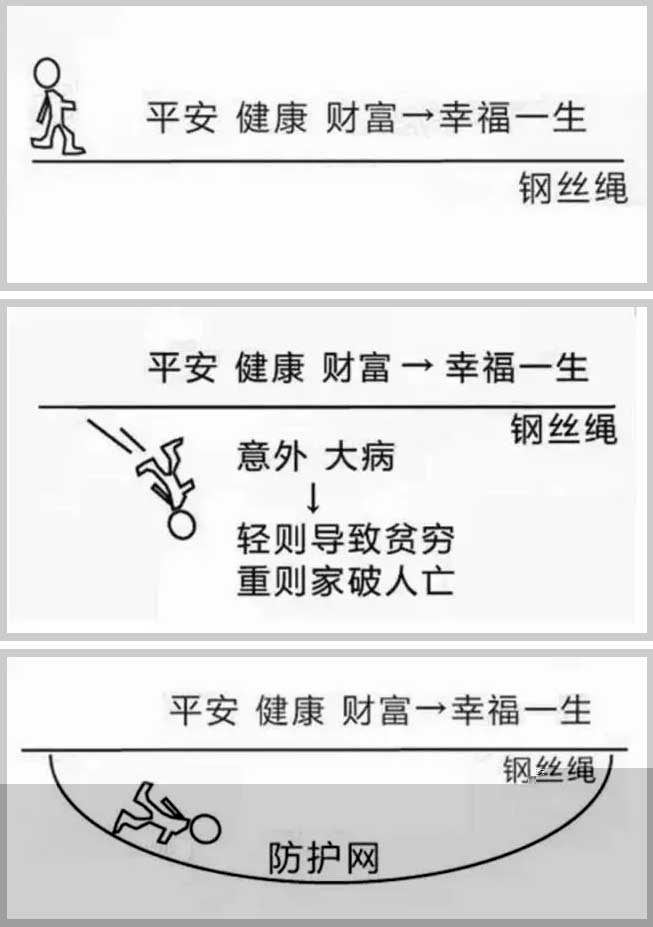 平安 健康 财富→幸福一生
钢丝绳
平安 健康 财富→幸福一生
钢丝绳
意外 大病
↓
轻则导致贫穷
重则家破人亡
平安 健康 财富→幸福一生
钢丝绳
防护网